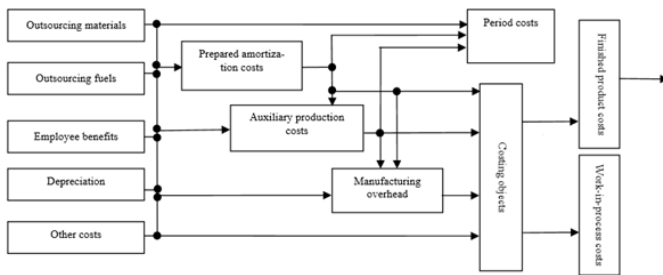 Outsourcing materials
Period costs
Prepared amortiza-
tion costs
Outsourcing fuels
Auxiliary production
costs
Employee benefits
Depreciation
Manufacturing
overhead
Other costs
Costing objects
Finished product costs
Work-in-process costs